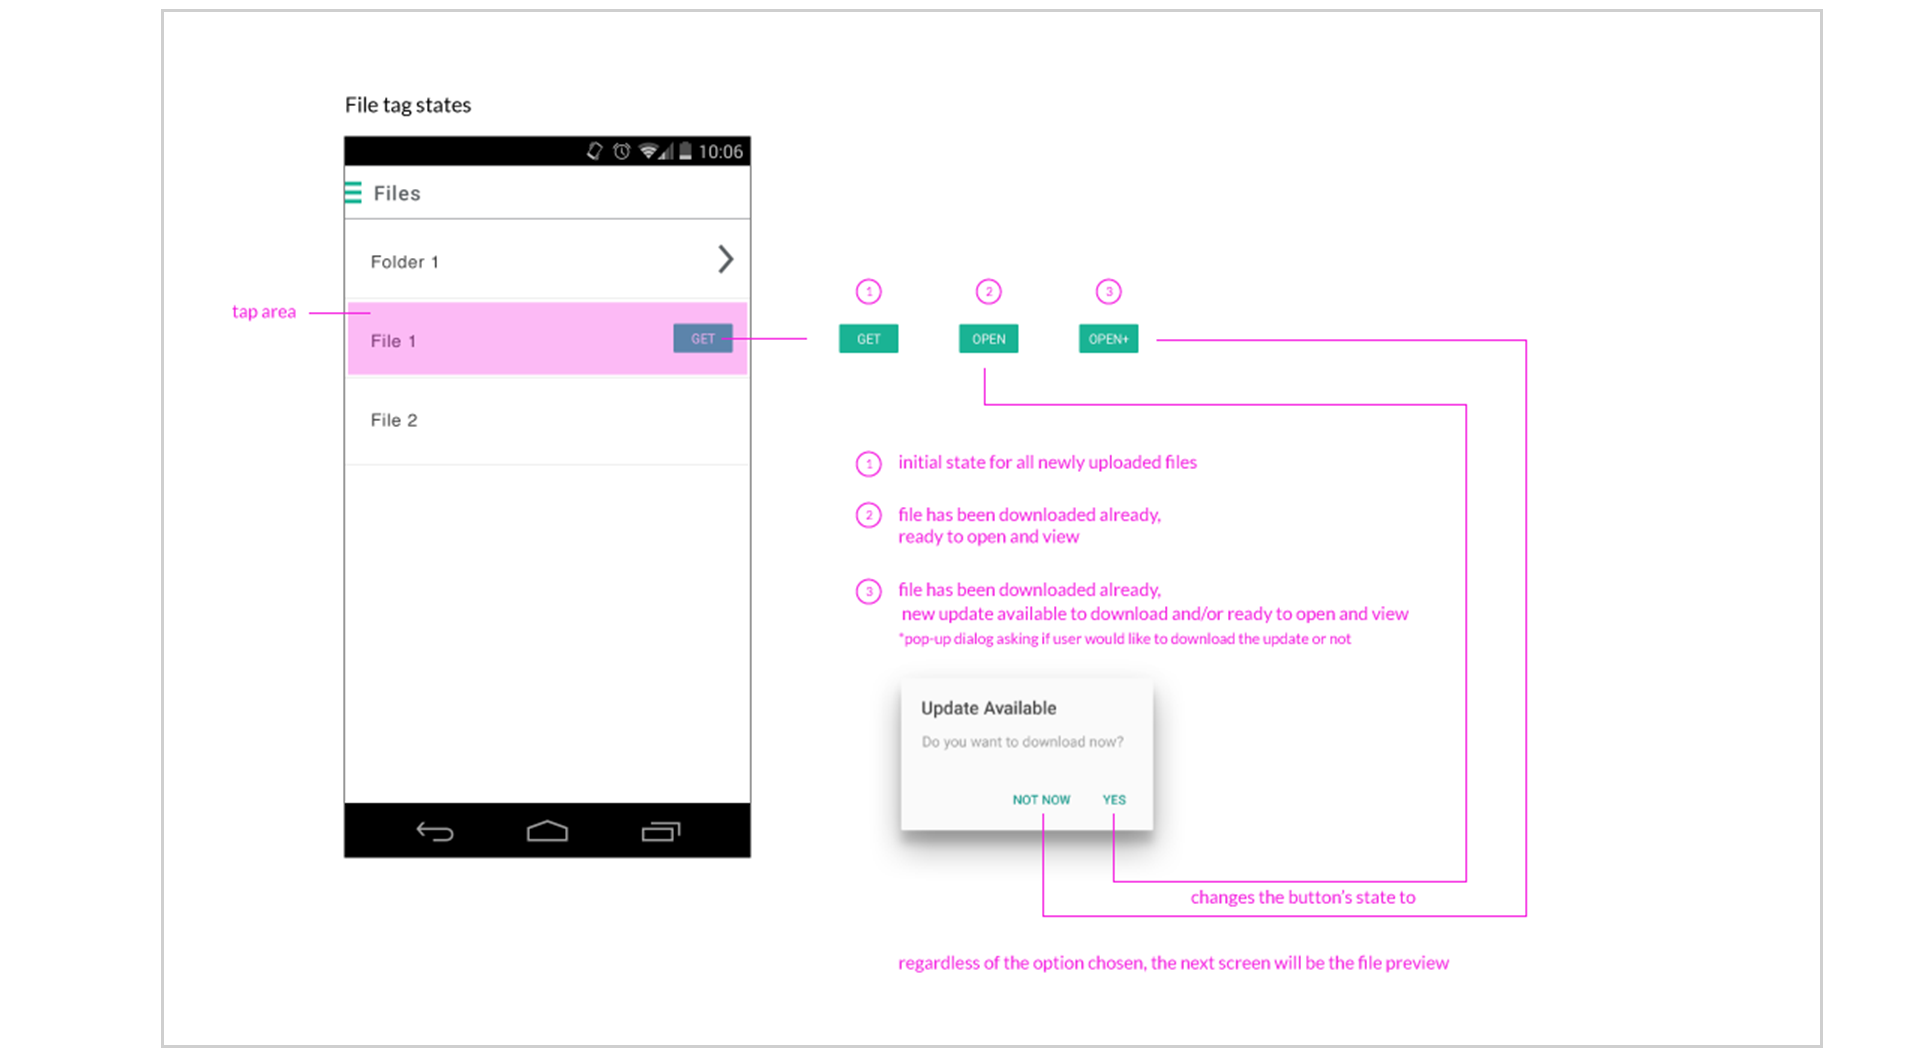 File tag states
10:06
Files
Folder 1
tap area
File 1
GET
File 2
1
2
3
GET
OPEN
OPEN+
1 initial state for all newly uploaded files
2 file has been downloaded already,
ready to open and view
3 file has been downloaded already,
new update available to download and/or ready to open and view
*pop-up dialog asking if user would like to download the update or not
Update Available
Do you want to download now?
NOT NOW
YES
changes the button's state to
regardless of the option chosen, the next screen will be the file preview